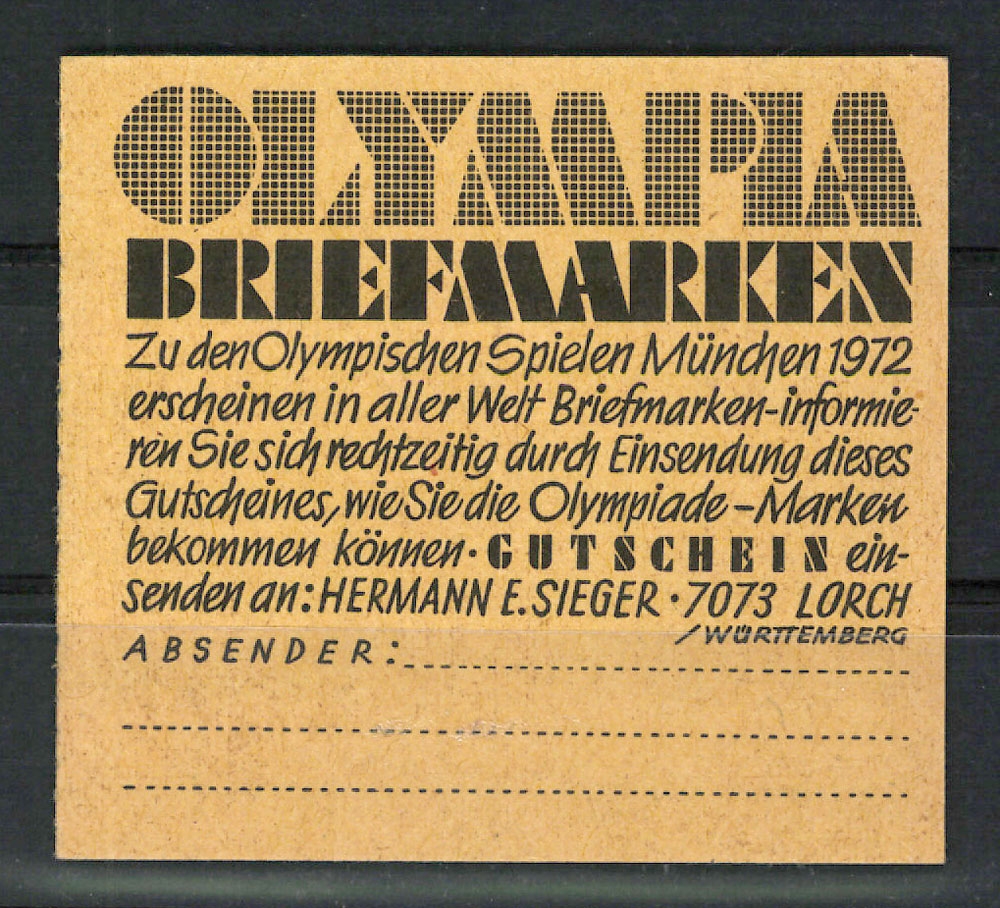 OLYMPIA
BRIEFMARKEN
Zu den Olympischen Spielen München 1972
erscheinen in aller Welt Briefmarken-informie-
ren Sie sich rechtzeitig durch Einsendung dieses
Gutscheines, wie Sie die Olympiade-Marken
bekommen können · GUTSCHEIN ein-
senden an: HERMANN E. SIEGER · 7073 LORCH
/WÜRTTEMBERG
ABSENDER: